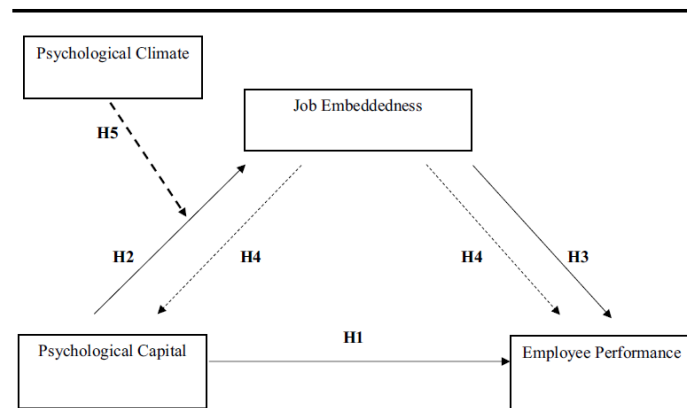 Psychological Climate
Job Embeddedness
H5
H2
H4
H4
H3
H1
Psychological Capital
Employee Performance